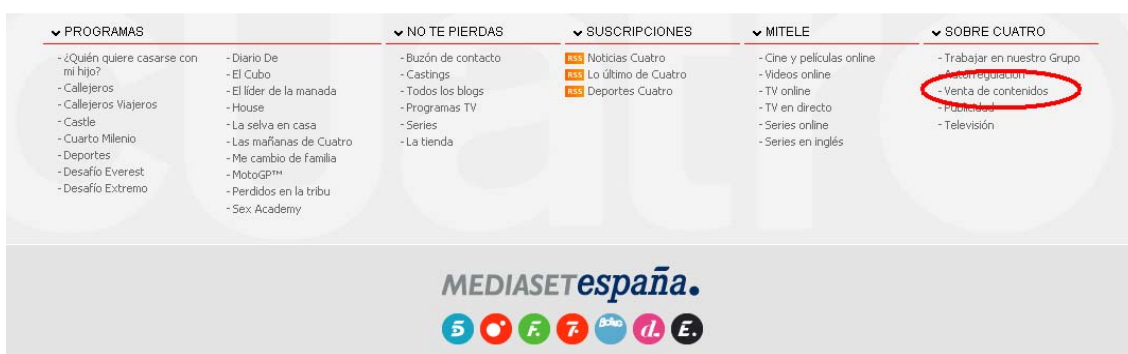 PROGRAMAS
- ¿Quién quiere casarse con
mi hijo?
- Callejeros
- Callejeros Viajeros
- Castle
- Cuarto Milenio
- Deportes
- Desafío Everest
- Desafío Extremo
- Diario De
- El Cubo
- El líder de la manada
- House
- La selva en casa
- Las mañanas de Cuatro
- Me cambio de familia
- MotoGP™
- Perdidos en la tribu
- Sex Academy
NO TE PIERDAS
- Buzón de contacto
- Castings
- Todos los blogs
- Programas TV
- Series
- La tienda
SUSCRIPCIONES
RSS Noticias Cuatro
RSS Lo último de Cuatro
RSS Deportes Cuatro
MITELE
- Cine y películas online
- Videos online
- TV online
- TV en directo
- Series online
- Series en inglés
SOBRE CUATRO
- Trabajar en nuestro Grupo
- Autorregulación
- Venta de contenidos
- Publicidad
- Televisión
cuatro
MEDIASETespaña.
5 F. 7. Boing d. E.